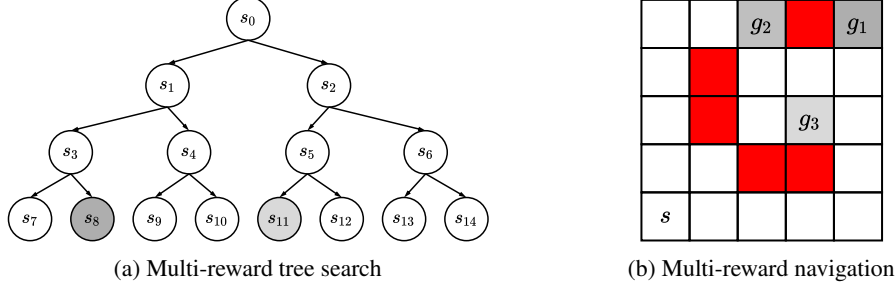 s₀
s₁ s₂
s₃ s₄ s₅ s₆
s₇ s₈ s₉ s₁₀ s₁₁ s₁₂ s₁₃ s₁₄
(a) Multi-reward tree search
g₂ g₁
g₃
s
(b) Multi-reward navigation